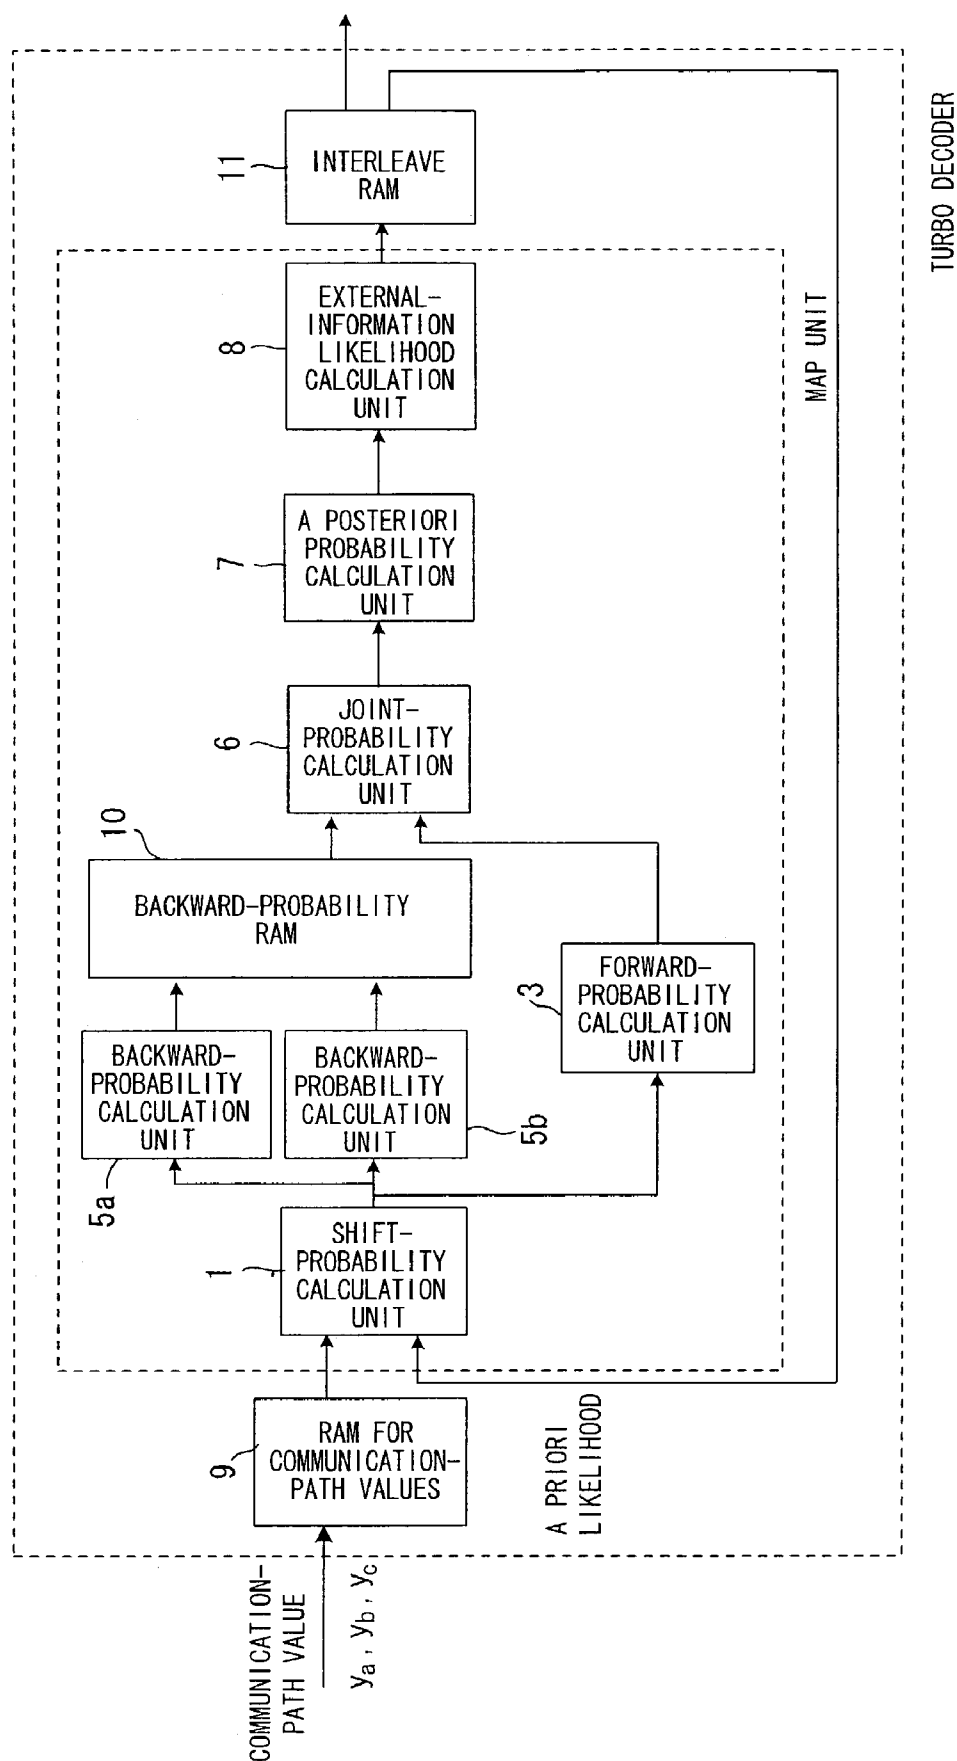 COMMUNICATION-
PATH VALUE
ya, yb, yc
9
RAM FOR
COMMUNICATION-
PATH VALUES
A PRIORI
LIKELIHOOD
1
SHIFT-
PROBABILITY
CALCULATION
UNIT
5a
BACKWARD-
PROBABILITY
CALCULATION
UNIT
5b
BACKWARD-
PROBABILITY
CALCULATION
UNIT
3
FORWARD-
PROBABILITY
CALCULATION
UNIT
10
BACKWARD-PROBABILITY
RAM
6
JOINT-
PROBABILITY
CALCULATION
UNIT
7
A POSTERIORI
PROBABILITY
CALCULATION
UNIT
8
EXTERNAL-
INFORMATION
LIKELIHOOD
CALCULATION
UNIT
11
INTERLEAVE
RAM
MAP UNIT
TURBO DECODER